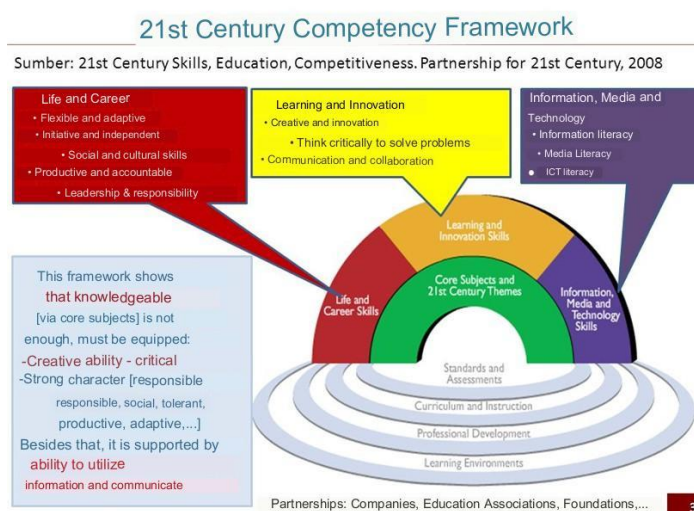 21st Century Competency Framework
Sumber: 21st Century Skills, Education, Competitiveness. Partnership for 21st Century, 2008
Life and Career
• Flexible and adaptive
• Initiative and independent
• Social and cultural skills
• Productive and accountable
• Leadership & responsibility
Learning and Innovation
• Creative and innovation
• Think critically to solve problems
• Communication and collaboration
Information, Media and
Technology
• Information literacy
• Media Literacy
• ICT literacy
Learning and
Innovation Skills
Core Subjects and
21st Century Themes
Life and
Career Skills
Information,
Media and
Technology
Skills
Standards and
Assessments
Curriculum and Instruction
Professional Development
Learning Environments
This framework shows
that knowledgeable
[via core subjects] is not
enough, must be equipped:
-Creative ability - critical
-Strong character [responsible
responsible, social, tolerant,
productive, adaptive,...]
Besides that, it is supported by
ability to utilize
information and communicate
Partnerships: Companies, Education Associations, Foundations,...